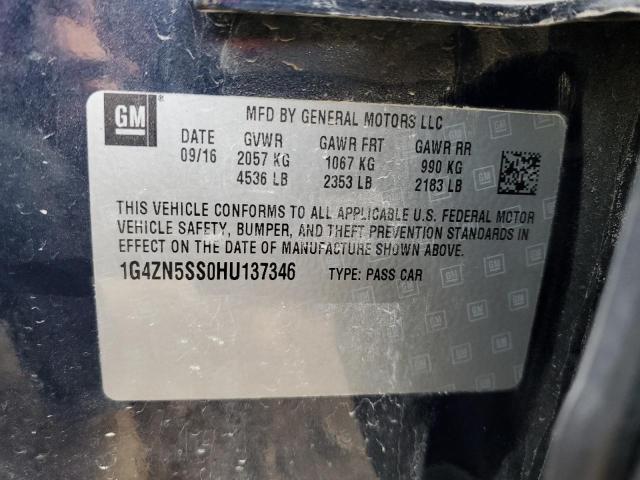 GM
®
MFD BY GENERAL MOTORS LLC
DATE GVWR GAWR FRT GAWR RR
09/16 2057 KG 1067 KG 990 KG
4536 LB 2353 LB 2183 LB
THIS VEHICLE CONFORMS TO ALL APPLICABLE U.S. FEDERAL MOTOR
VEHICLE SAFETY, BUMPER, AND THEFT PREVENTION STANDARDS IN
EFFECT ON THE DATE OF MANUFACTURE SHOWN ABOVE.
1G4ZN5SS0HU137346 TYPE: PASS CAR